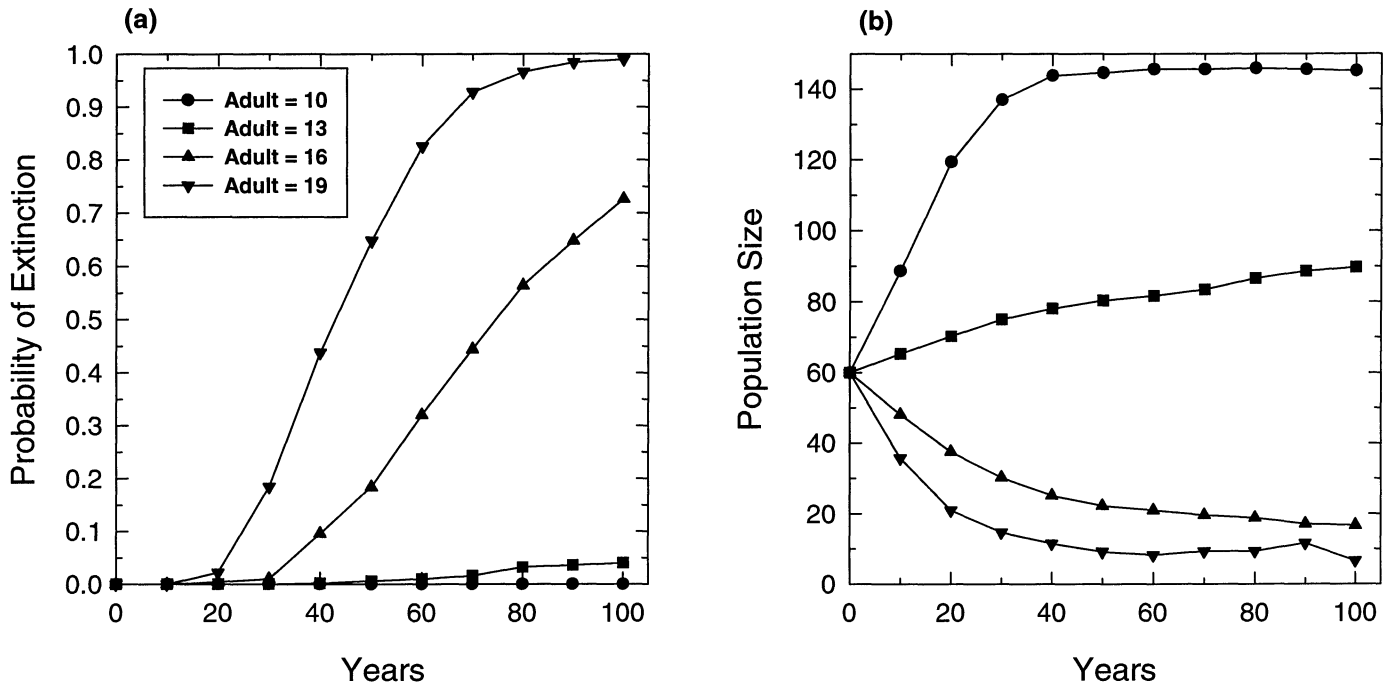 (a)
Probability of Extinction
1.0
0.9
0.8
0.7
0.6
0.5
0.4
0.3
0.2
0.1
0.0
Adult = 10
Adult = 13
Adult = 16
Adult = 19
0 20 40 60 80 100
Years
(b)
Population Size
140
120
100
80
60
40
20
0
0 20 40 60 80 100
Years